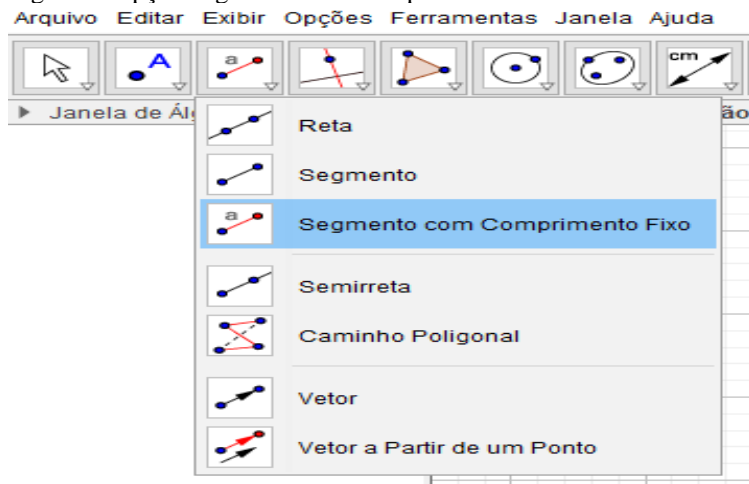 Arquivo Editar Exibir Opções Ferramentas Janela Ajuda
A
a
cm
Janela de Ál
ão
Reta
Segmento
a
Segmento com Comprimento Fixo
Semirreta
Caminho Poligonal
Vetor
Vetor a Partir de um Ponto